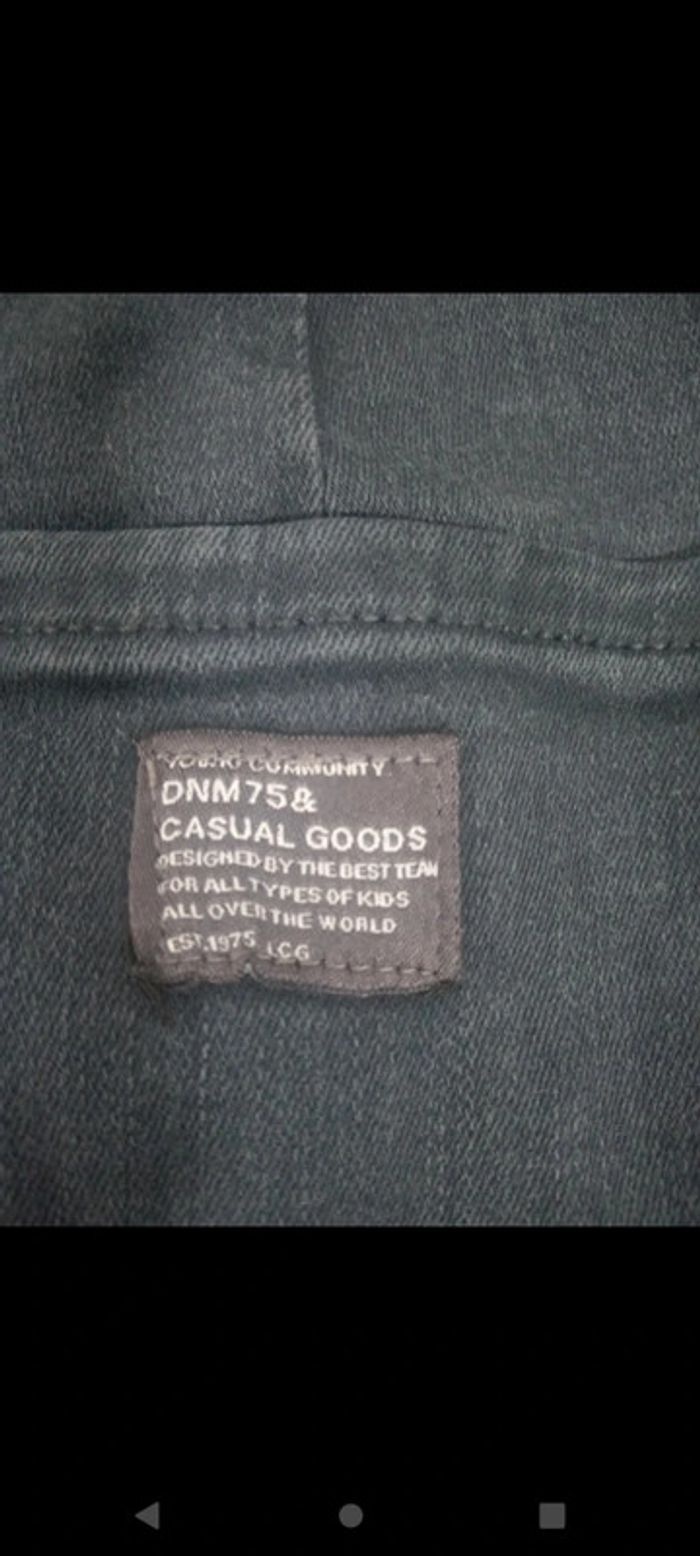 YOUNG COMMUNITY
DNM75&
CASUAL GOODS
DESIGNED BY THE BEST TEAM
FOR ALL TYPES OF KIDS
ALL OVER THE WORLD
EST.1975 LCG